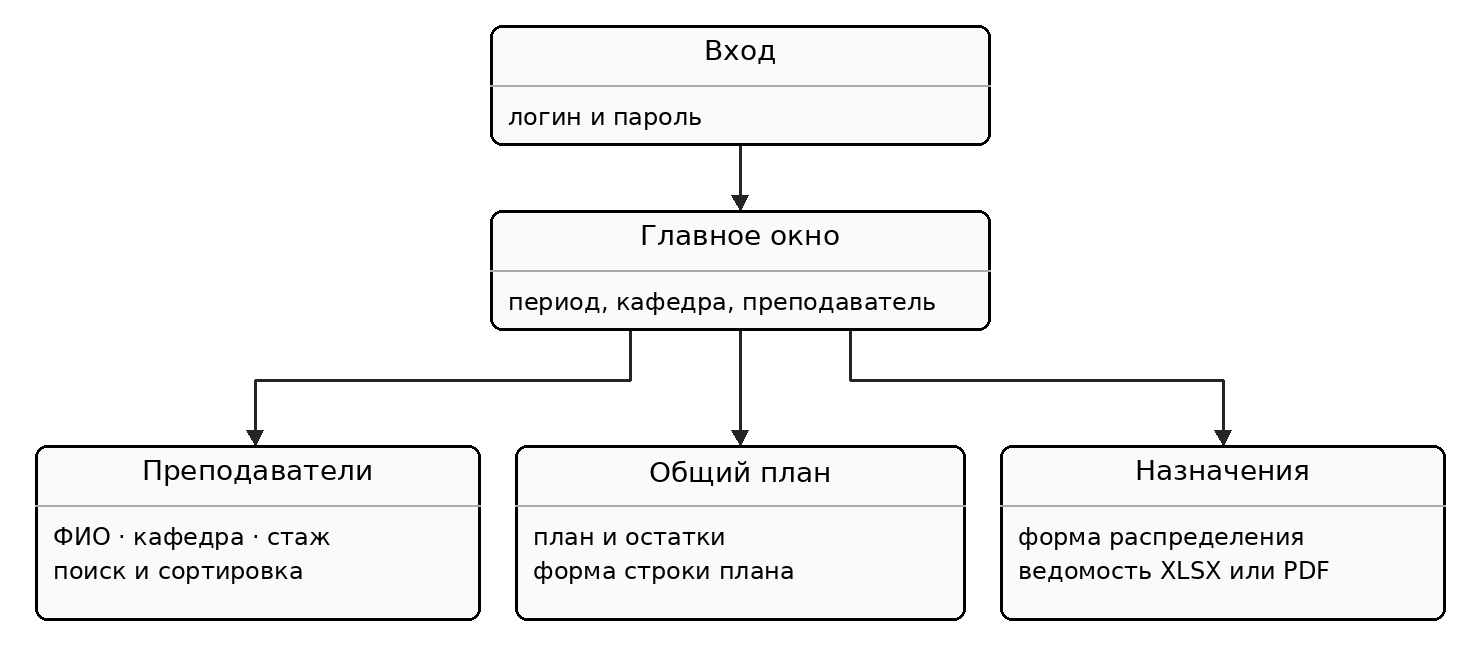 Вход
логин и пароль
Главное окно
период, кафедра, преподаватель
Преподаватели
ФИО · кафедра · стаж
поиск и сортировка
Общий план
план и остатки
форма строки плана
Назначения
форма распределения
ведомость XLSX или PDF